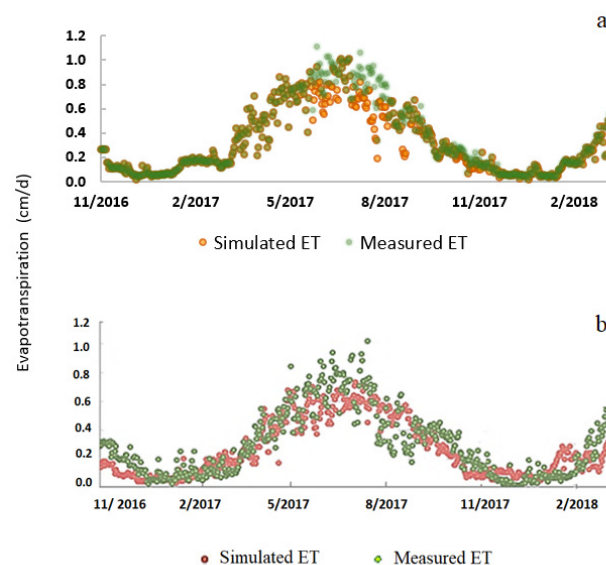 a
1.2
1.0
0.8
0.6
0.4
0.2
0.0
11/2016 2/2017 5/2017 8/2017 11/2017 2/2018
Simulated ET Measured ET
Evapotranspiration (cm/d)
b
1.2
1.0
0.8
0.6
0.4
0.2
0.0
11/ 2016 2/2017 5/2017 8/2017 11/2017 2/2018
Simulated ET Measured ET